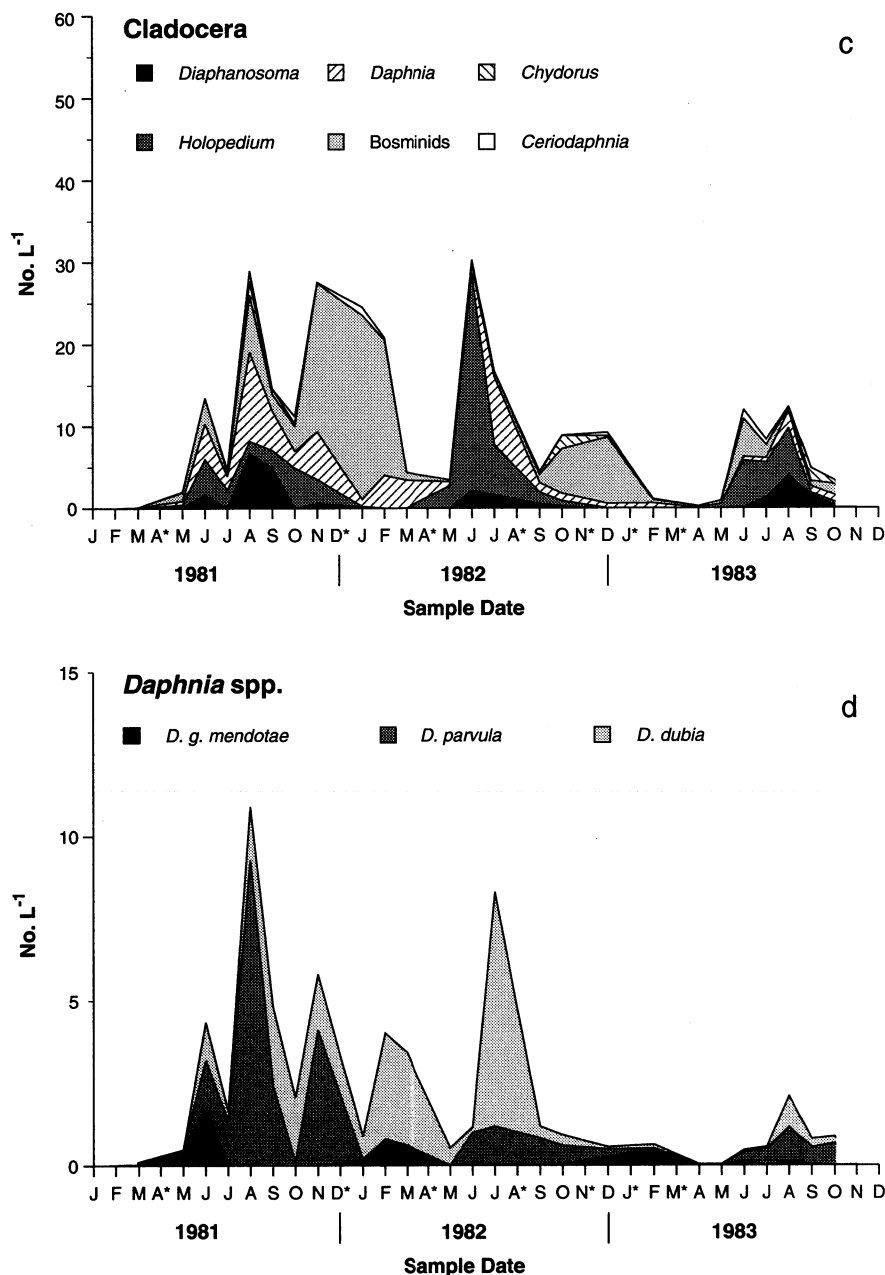 Cladocera
c
Diaphanosoma Daphnia Chydorus
Holopedium Bosminids Ceriodaphnia
60
50
40
30
20
10
0
No. L-1
J F M A* M J J A S O N D* J F M A* M J J A* S O N* D J* F M* A M J J A S O N D
1981 1982 1983
Sample Date
Daphnia spp.
d
D. g. mendotae D. parvula D. dubia
15
10
5
0
No. L-1
J F M A* M J J A S O N D* J F M A* M J J A* S O N* D J* F M* A M J J A S O N D
1981 1982 1983
Sample Date